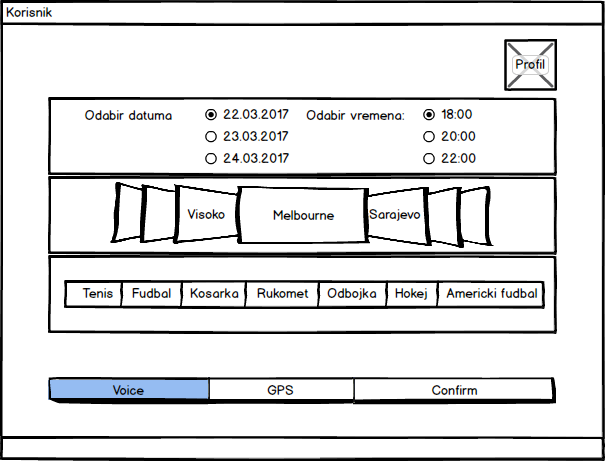 Korisnik
Profil
Odabir datuma 22.03.2017 Odabir vremena: 18:00
23.03.2017 20:00
24.03.2017 22:00
Visoko Melbourne Sarajevo
Tenis Fudbal Kosarka Rukomet Odbojka Hokej Americki fudbal
Voice GPS Confirm